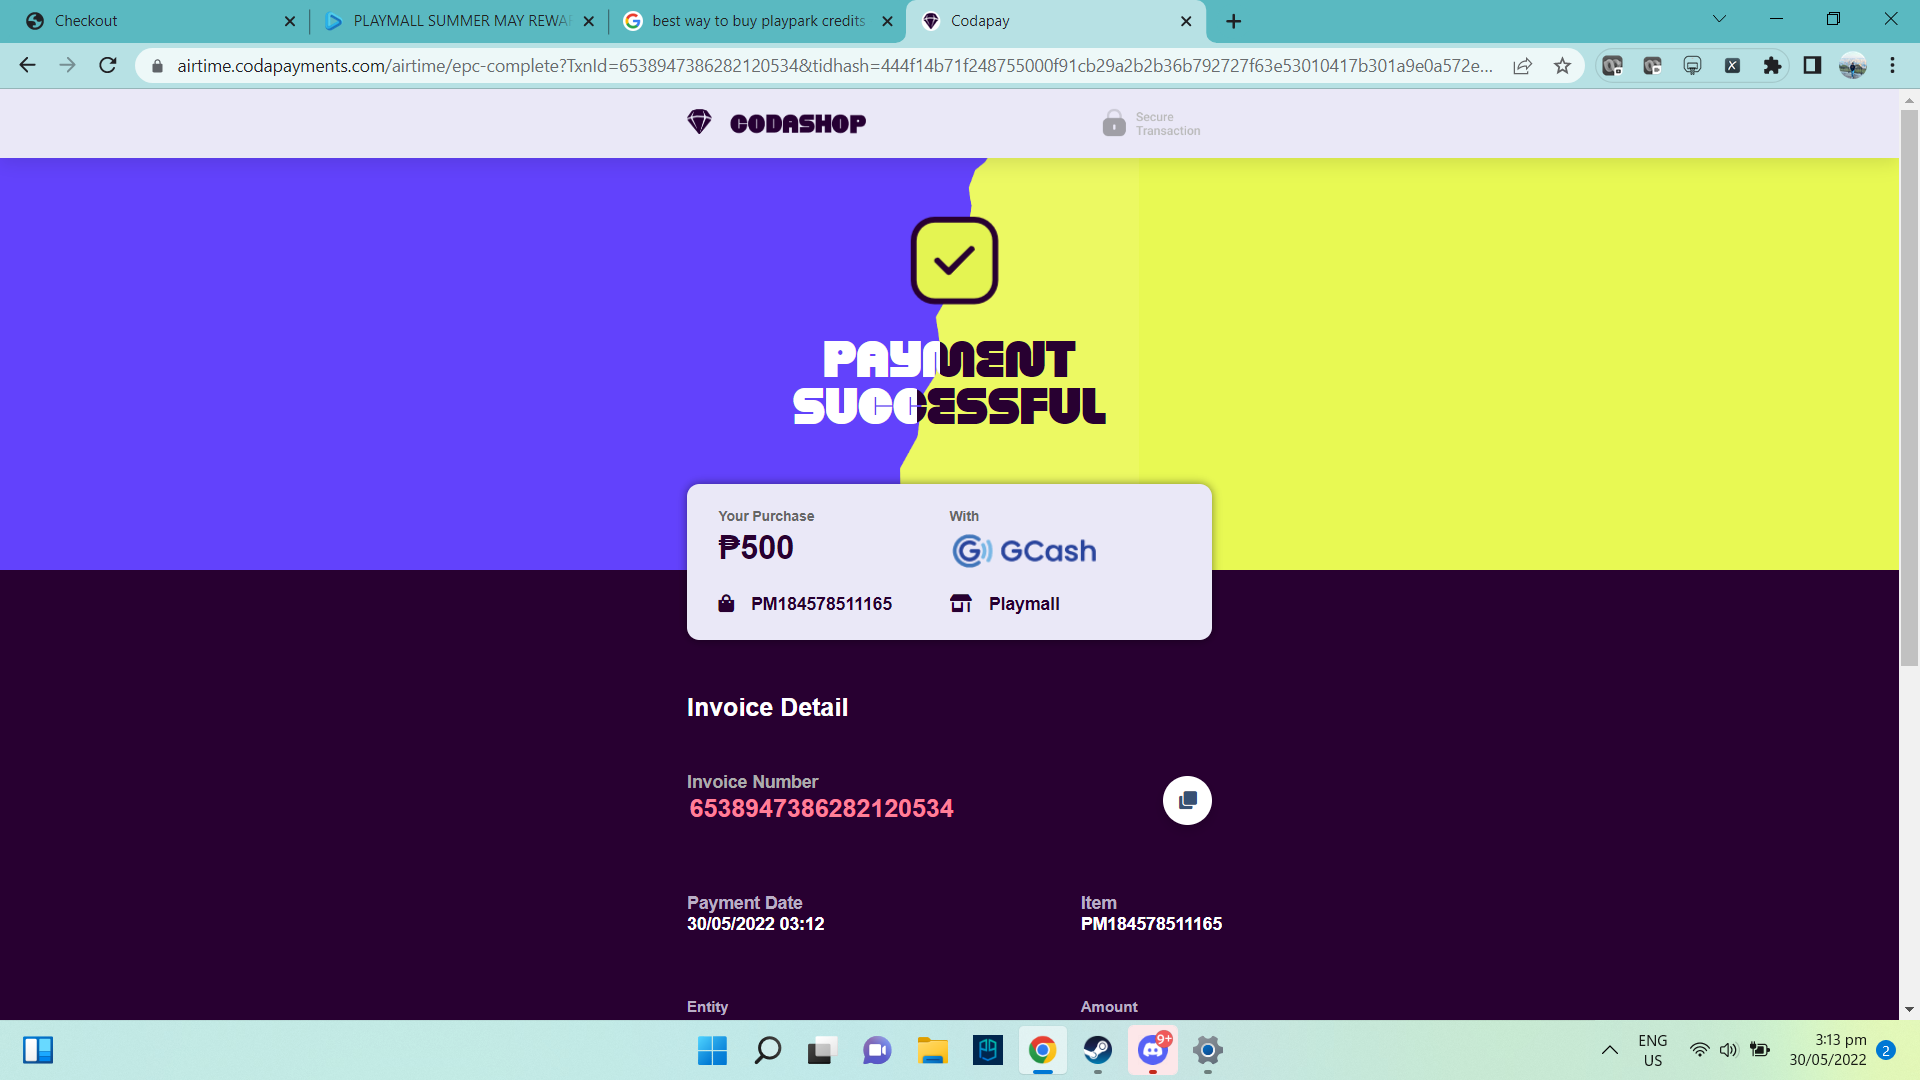 Checkout
PLAYMALL SUMMER MAY REWA
best way to buy playpark credits
Codapay
airtime.codapayments.com/airtime/epc-complete?TxnId=6538947386282120534&tidhash=444f14b71f248755000f91cb29a2b2b36b792727f63e53010417b301a9e0a572e...
CODASHOP
Secure
Transaction
PAYMENT
SUCCESSFUL
Your Purchase
With
₱500
GCash
PM184578511165
Playmall
Invoice Detail
Invoice Number
6538947386282120534
Payment Date
Item
30/05/2022 03:12
PM184578511165
Entity
Amount
9+
ENG
US
3:13 pm
30/05/2022
2